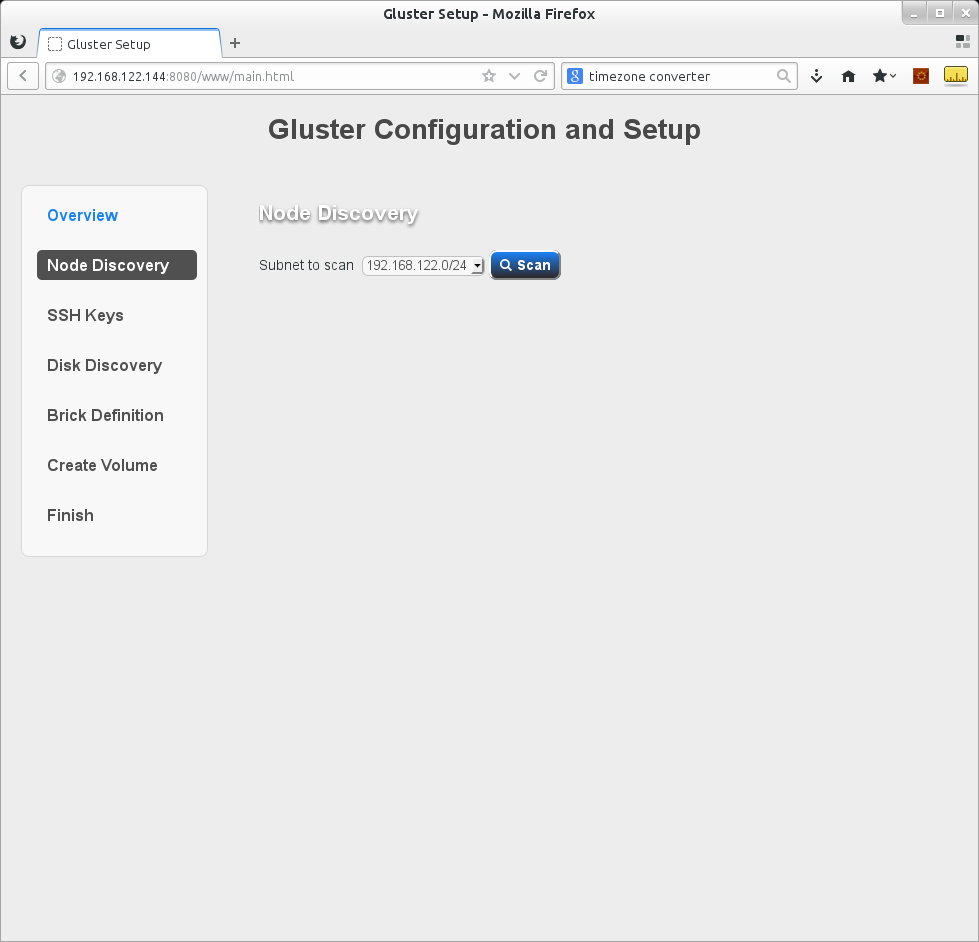 Gluster Setup - Mozilla Firefox
Gluster Setup
192.168.122.144:8080/www/main.html
8 timezone converter
Gluster Configuration and Setup
Overview
Node Discovery
SSH Keys
Disk Discovery
Brick Definition
Create Volume
Finish
Node Discovery
Subnet to scan 192.168.122.0/24 Scan